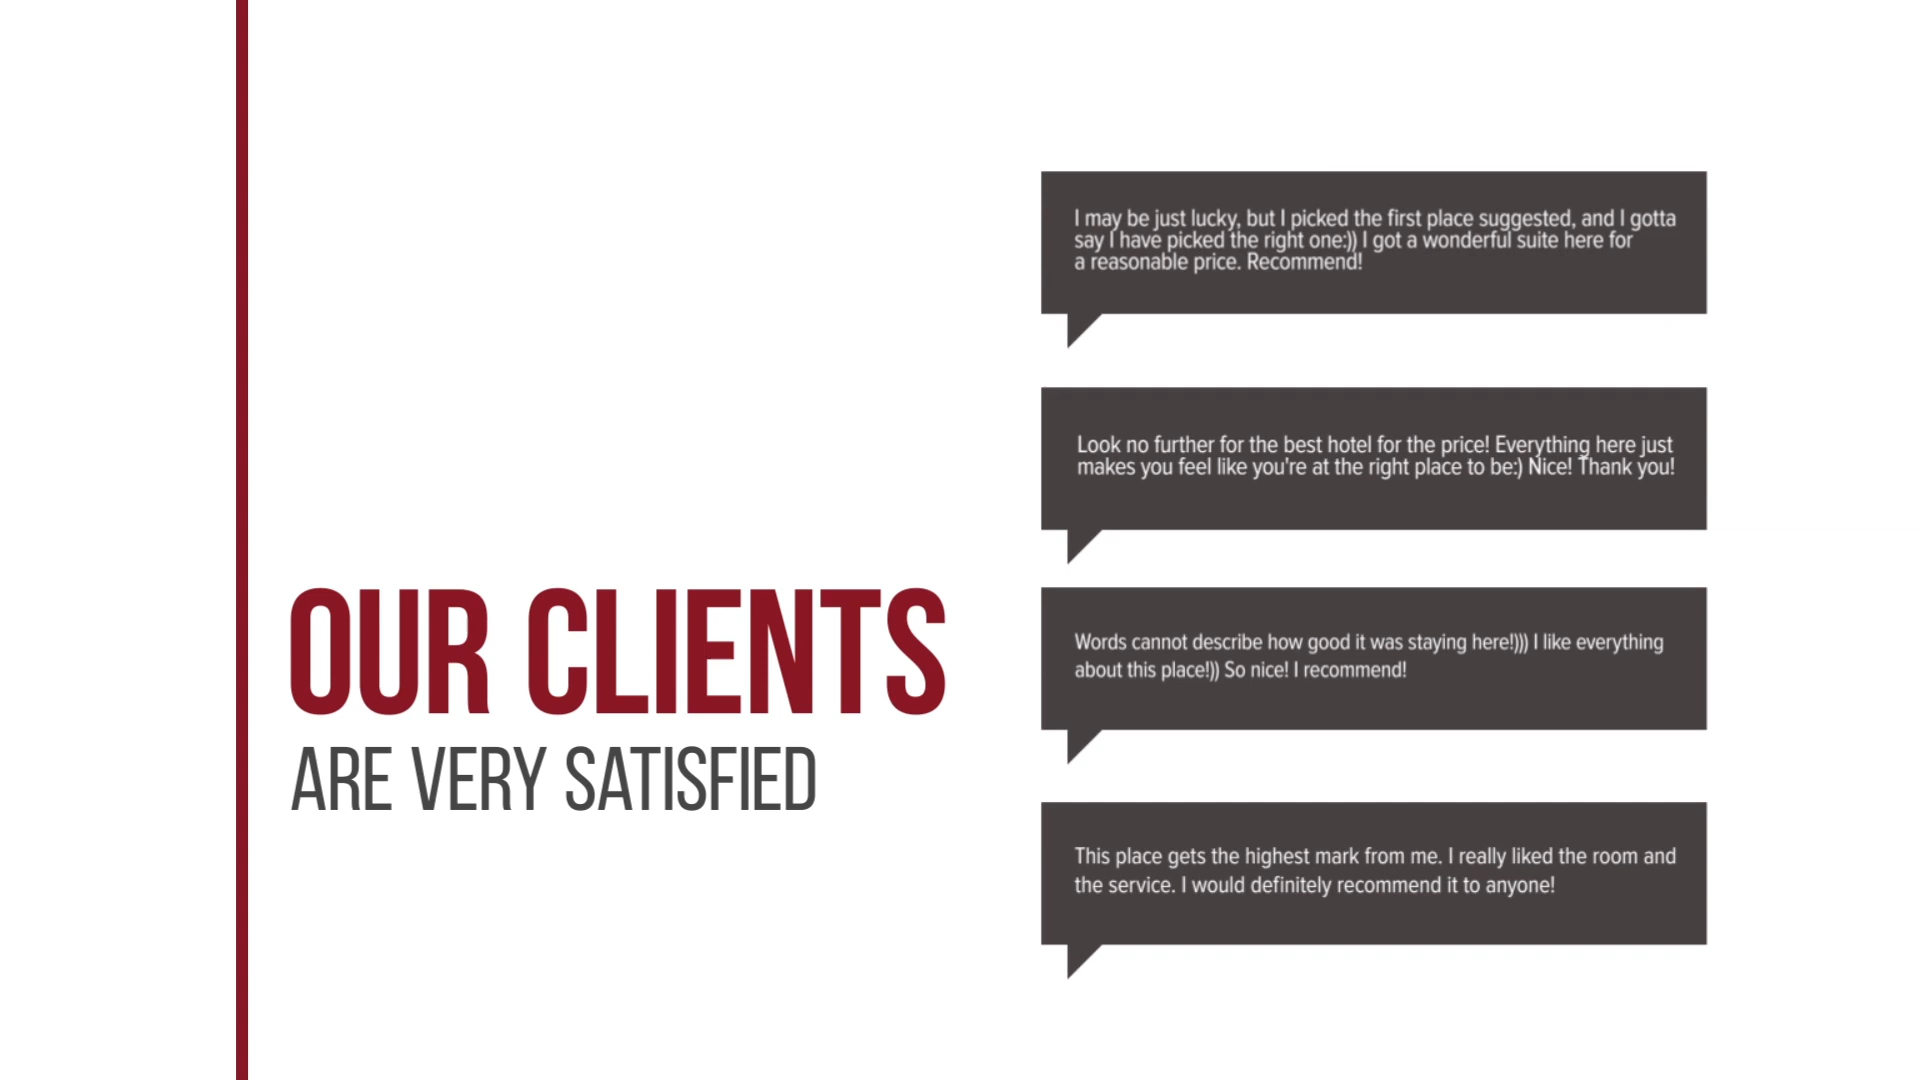 OUR CLIENTS
ARE VERY SATISFIED
I may be just lucky, but I picked the first place suggested, and I gotta
say I have picked the right one:)) I got a wonderful suite here for
a reasonable price. Recommend!
Look no further for the best hotel for the price! Everything here just
makes you feel like you're at the right place to be:) Nice! Thank you!
Words cannot describe how good it was staying here!))) I like everything
about this place!)) So nice! I recommend!
This place gets the highest mark from me. I really liked the room and
the service. I would definitely recommend it to anyone!